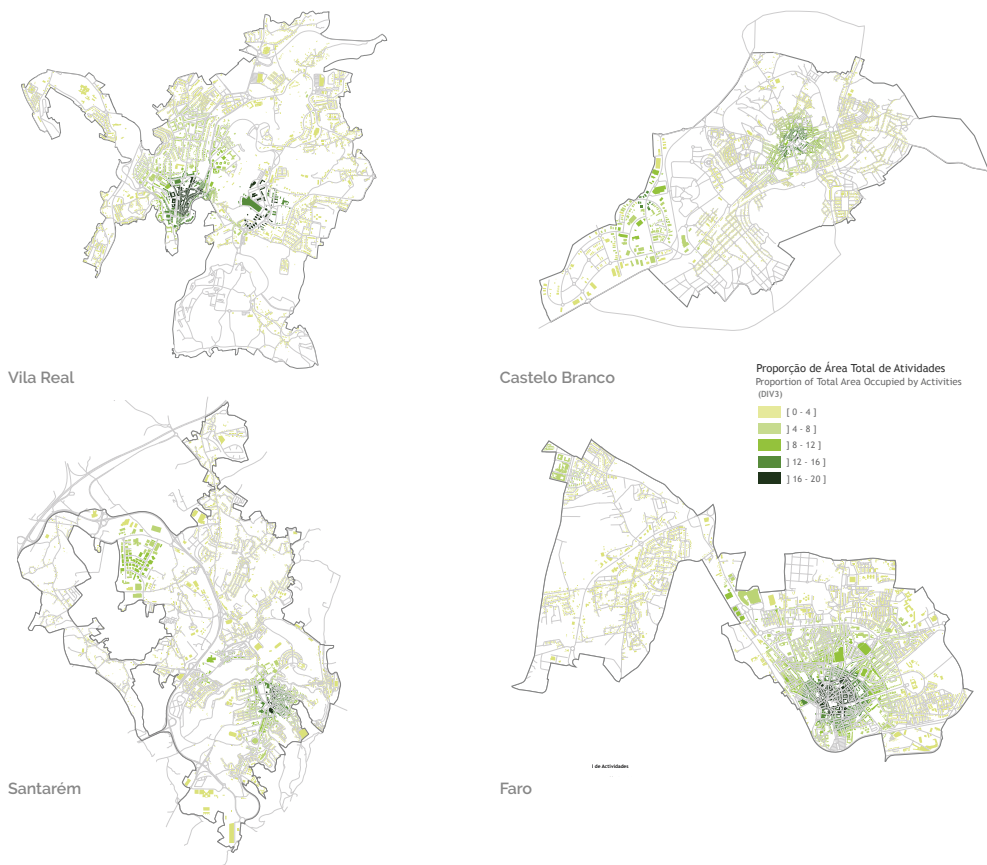 Vila Real
Castelo Branco
Proporção de Área Total de Atividades
Proportion of Total Area Occupied by Activities
(DIV3)
[ 0 - 4 ]
] 4 - 8 ]
] 8 - 12 ]
] 12 - 16 ]
] 16 - 20 ]
l de Actividades
Santarém
Faro